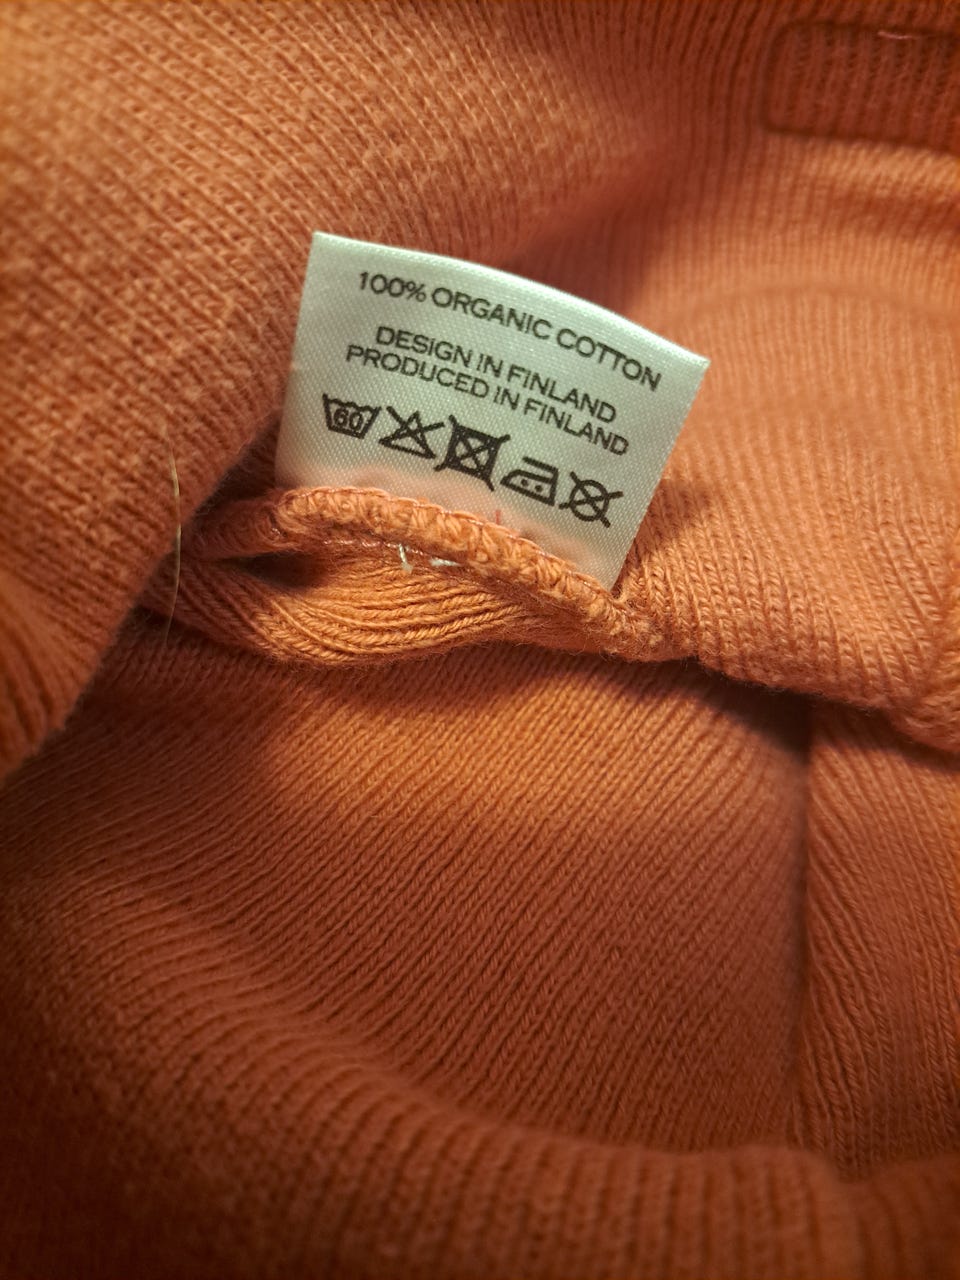 100% ORGANIC COTTON
DESIGN IN FINLAND
PRODUCED IN FINLAND
60